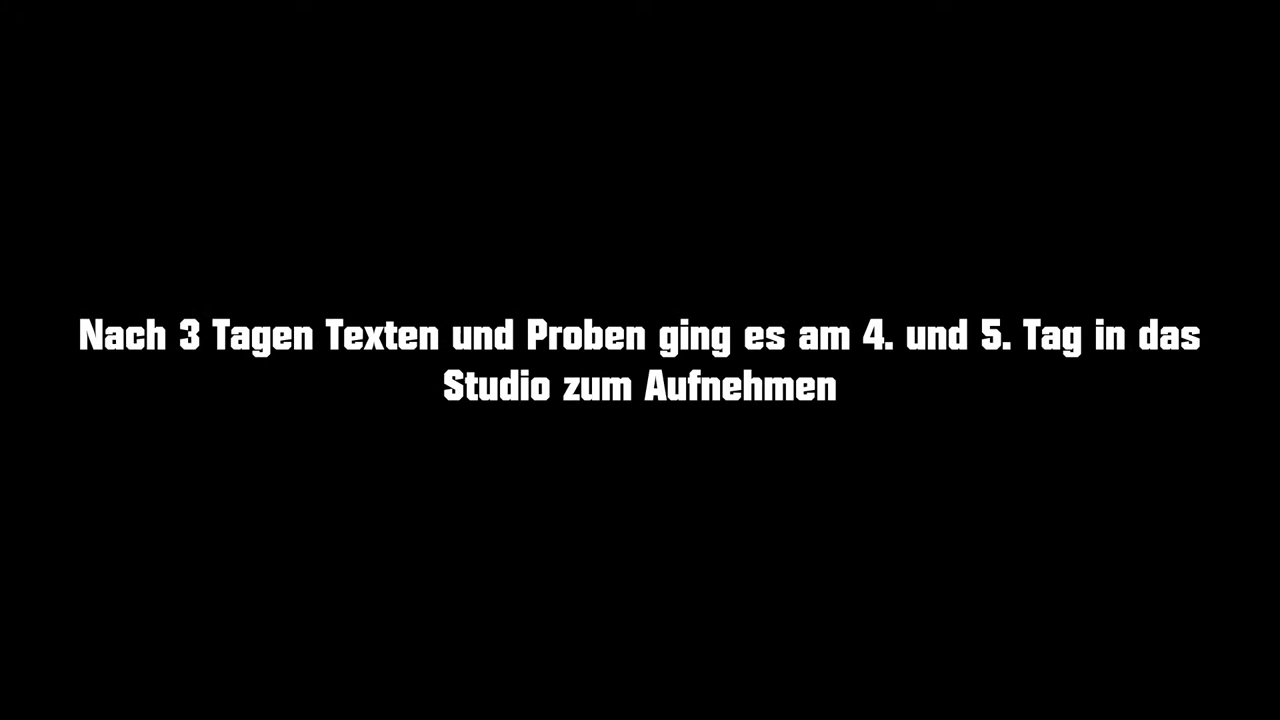 Nach 3 Tagen Texten und Proben ging es am 4. und 5. Tag in das
Studio zum Aufnehmen